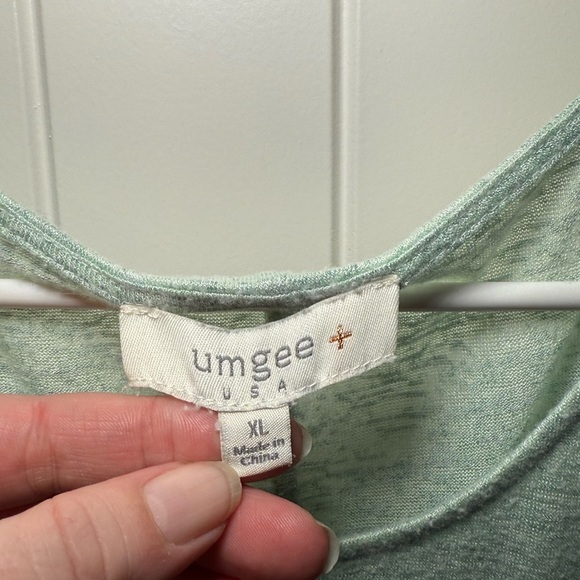 umgee +
USA
XL
Made in
China